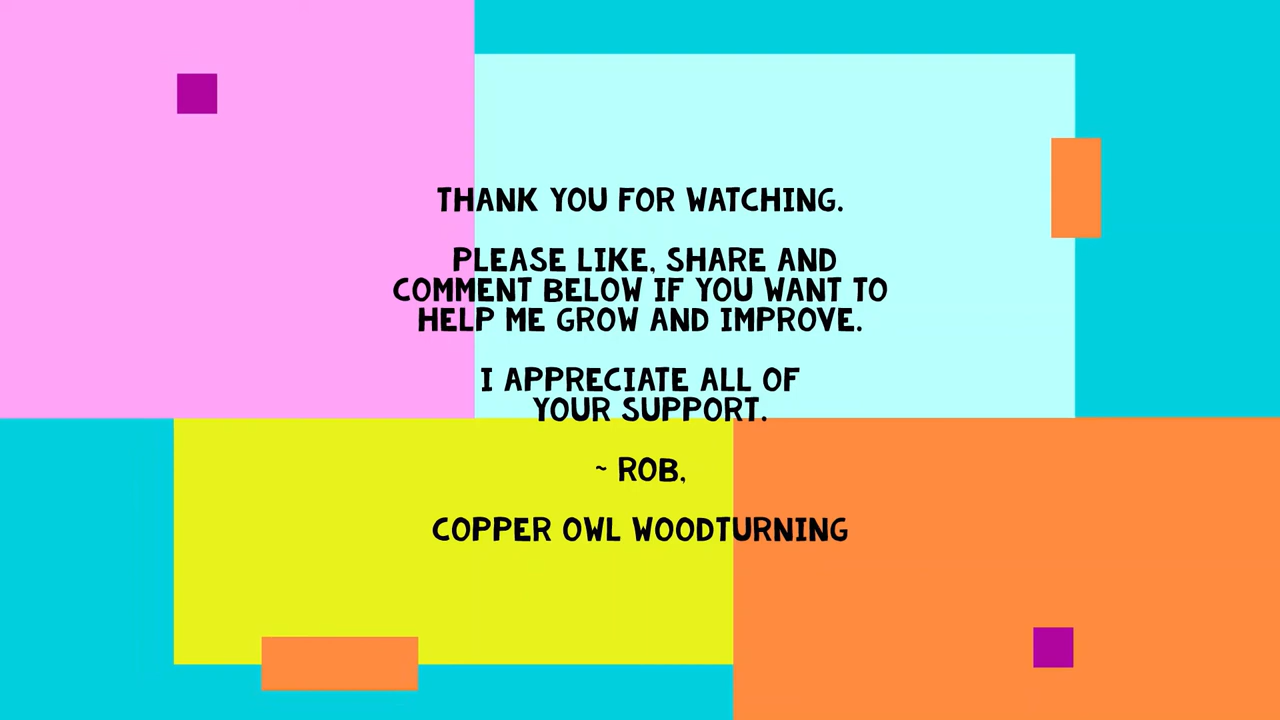 THANK YOU FOR WATCHING.
PLEASE LIKE, SHARE AND
COMMENT BELOW IF YOU WANT TO
HELP ME GROW AND IMPROVE.
I APPRECIATE ALL OF
YOUR SUPPORT.
~ ROB,
COPPER OWL WOODTURNING